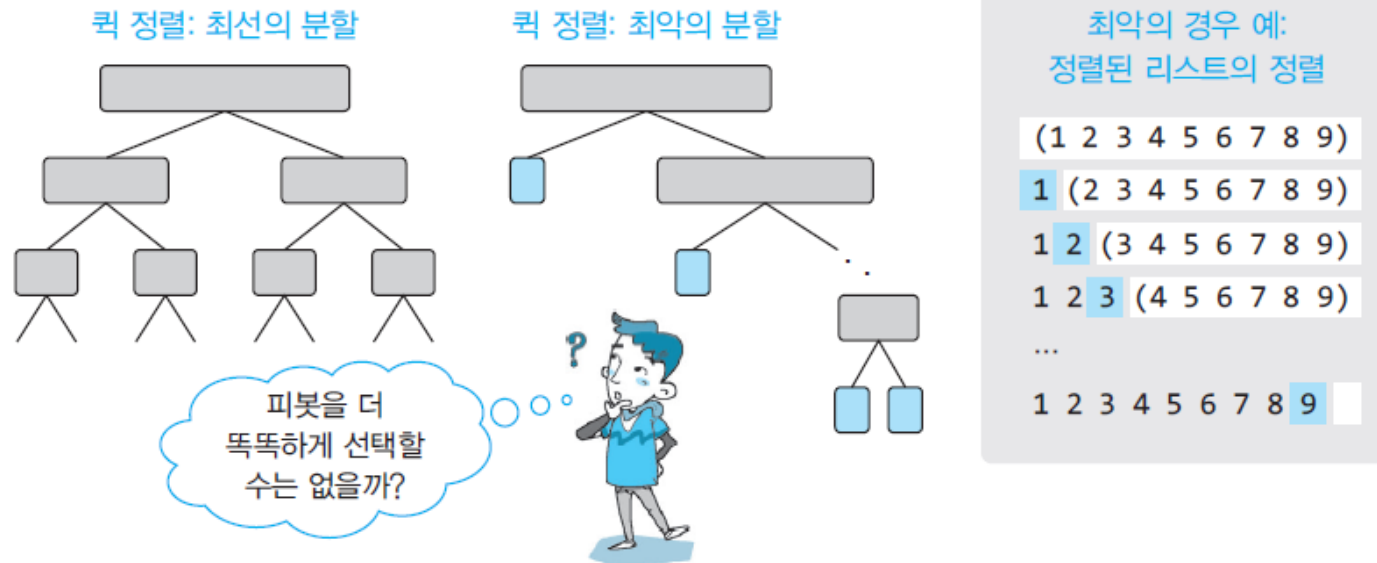 퀵 정렬: 최선의 분할
퀵 정렬: 최악의 분할
. .
?
피봇을 더
똑똑하게 선택할
수는 없을까?
최악의 경우 예:
정렬된 리스트의 정렬
(1 2 3 4 5 6 7 8 9)
1 (2 3 4 5 6 7 8 9)
1 2 (3 4 5 6 7 8 9)
1 2 3 (4 5 6 7 8 9)
...
1 2 3 4 5 6 7 8 9